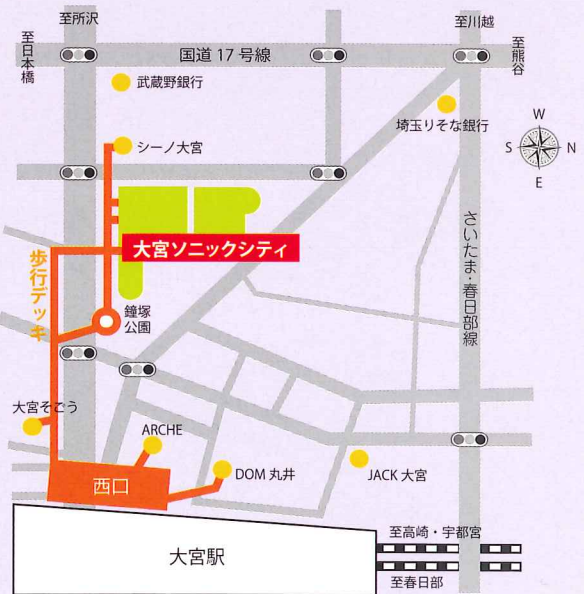 至所沢
至川越
至日本橋
国道17号線
至熊谷
武蔵野銀行
埼玉りそな銀行
シーノ大宮
W
S
N
E
大宮ソニックシティ
さいたま・春日部線
歩行デッキ
鐘塚
公園
大宮そごう
ARCHE
DOM 丸井
JACK 大宮
西口
大宮駅
至高崎・宇都宮
至春日部